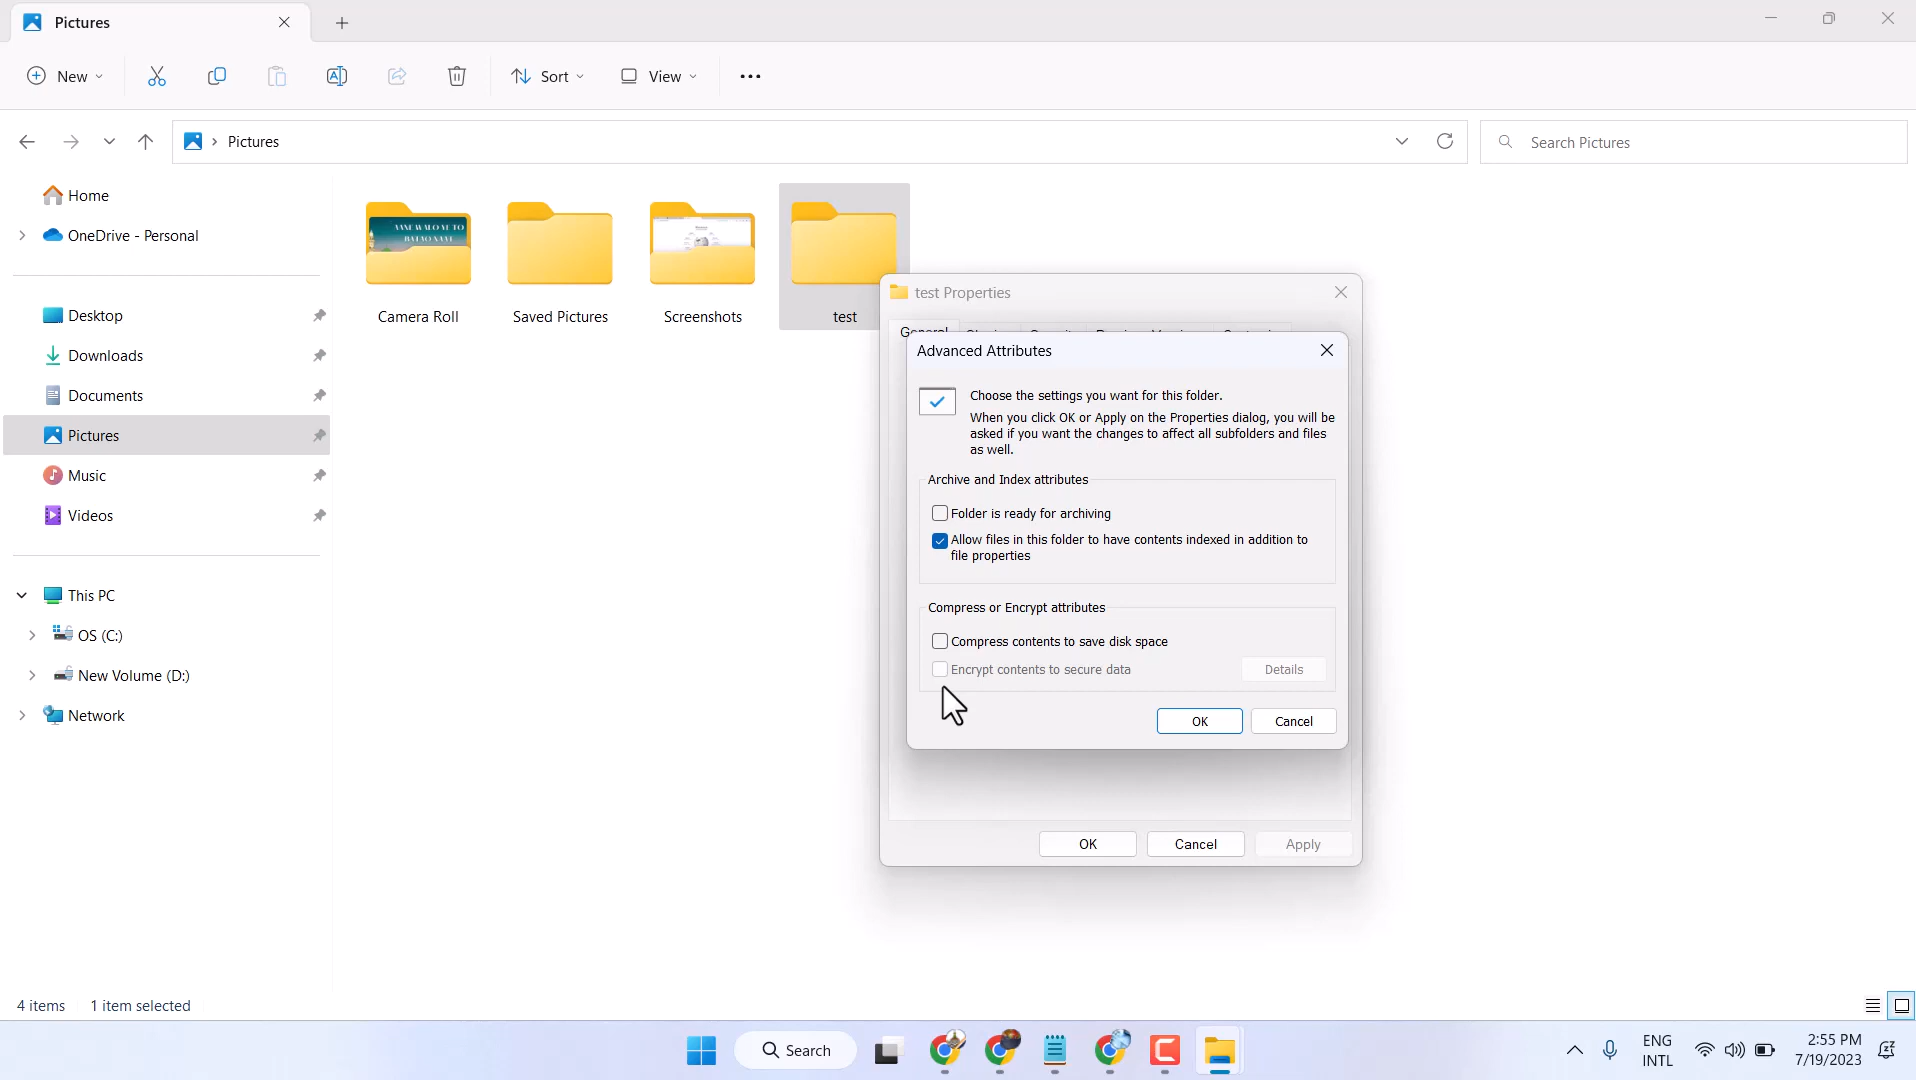 Pictures
New
Sort
View
Pictures
Search Pictures
Home
OneDrive - Personal
Desktop
Downloads
Documents
Pictures
Music
Videos
This PC
OS (C:)
New Volume (D:)
Network
Camera Roll
Saved Pictures
Screenshots
test
test Properties
General
Advanced Attributes
Choose the settings you want for this folder.
When you click OK or Apply on the Properties dialog, you will be
asked if you want the changes to affect all subfolders and files
as well.
Archive and Index attributes
Folder is ready for archiving
Allow files in this folder to have contents indexed in addition to
file properties
Compress or Encrypt attributes
Compress contents to save disk space
Encrypt contents to secure data
Details
OK
Cancel
OK
Cancel
Apply
4 items
1 item selected
Search
ENG
INTL
2:55 PM
7/19/2023